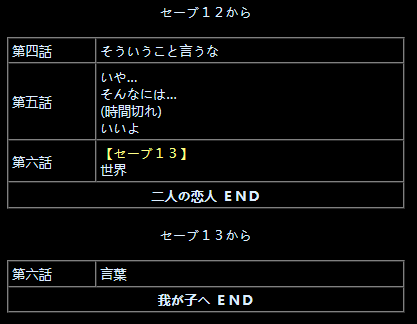 セーブ１２から
第四話
そういうこと言うな
第五話
いや…
そんなには…
(時間切れ)
いいよ
第六話
【セーブ１３】
世界
二人の恋人 ＥＮＤ
セーブ１３から
第六話
言葉
我が子へ ＥＮＤ